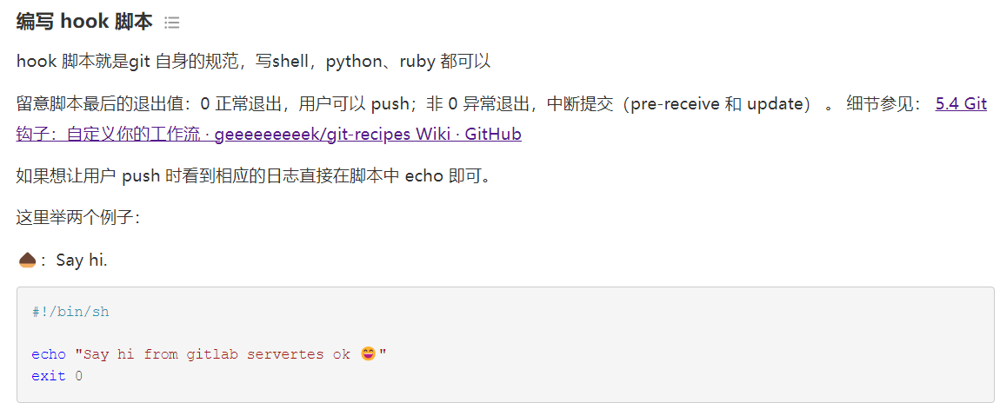 编写 hook 脚本
hook 脚本就是git 自身的规范，写shell，python、ruby 都可以
留意脚本最后的退出值：0 正常退出，用户可以 push；非 0 异常退出，中断提交（pre-receive 和 update） 。 细节参见： 5.4 Git
钩子：自定义你的工作流 · geeeeeeeeek/git-recipes Wiki · GitHub
如果想让用户 push 时看到相应的日志直接在脚本中 echo 即可。
这里举两个例子：
🌰：Say hi.
#!/bin/sh
echo "Say hi from gitlab servertes ok 😄"
exit 0